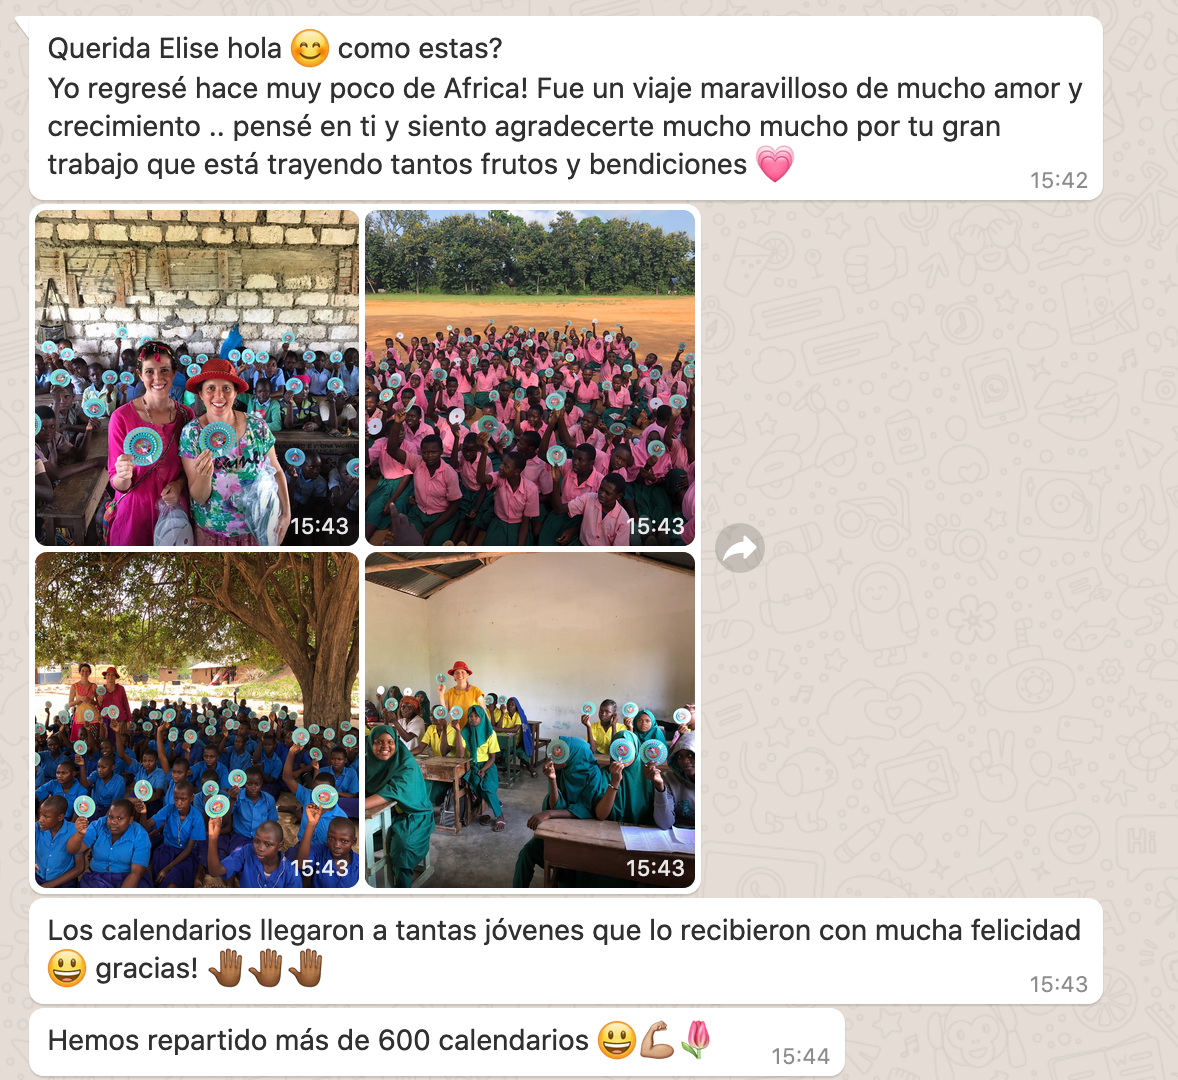 Querida Elise hola 😊 como estas?
Yo regresé hace muy poco de Africa! Fue un viaje maravilloso de mucho amor y
crecimiento .. pensé en ti y siento agradecerte mucho mucho por tu gran
trabajo que está trayendo tantos frutos y bendiciones 💗
15:42
15:43
15:43
15:43
15:43
Los calendarios llegaron a tantas jóvenes que lo recibieron con mucha felicidad
😃 gracias! 🤚🏾🤚🏾🤚🏾
15:43
Hemos repartido más de 600 calendarios 😃💪🏼🌷
15:44